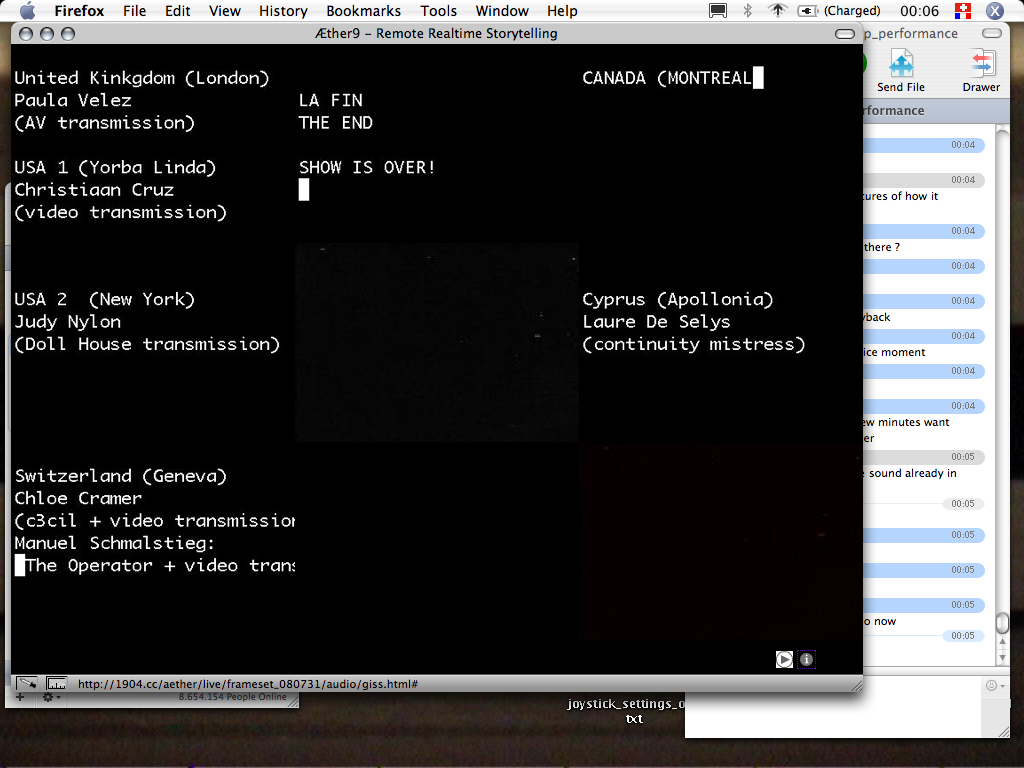 Firefox File Edit View History Bookmarks Tools Window Help (Charged) 00:06
Æther9 - Remote Realtime Storytelling
p_performance
Send File
Drawer
formance
United Kinkgdom (London)
Paula Velez
(AV transmission)
LA FIN
THE END
CANADA (MONTREAL
USA 1 (Yorba Linda)
Christiaan Cruz
(video transmission)
SHOW IS OVER!
USA 2 (New York)
Judy Nylon
(Doll House transmission)
Cyprus (Apollonia)
Laure De Selys
(continuity mistress)
Switzerland (Geneva)
Chloe Cramer
(c3cil + video transmission
Manuel Schmalstieg:
The Operator + video trans
00:04
00:04
tures of how it
00:04
there ?
00:04
00:04
yback
00:04
ice moment
00:04
00:04
ew minutes want
er
00:05
sound already in
00:05
00:05
00:05
00:05
o now
00:05
http://1904.cc/aether/live/frameset_080731/audio/giss.html#
8.654.154 People Online
joystick_settings_o
txt